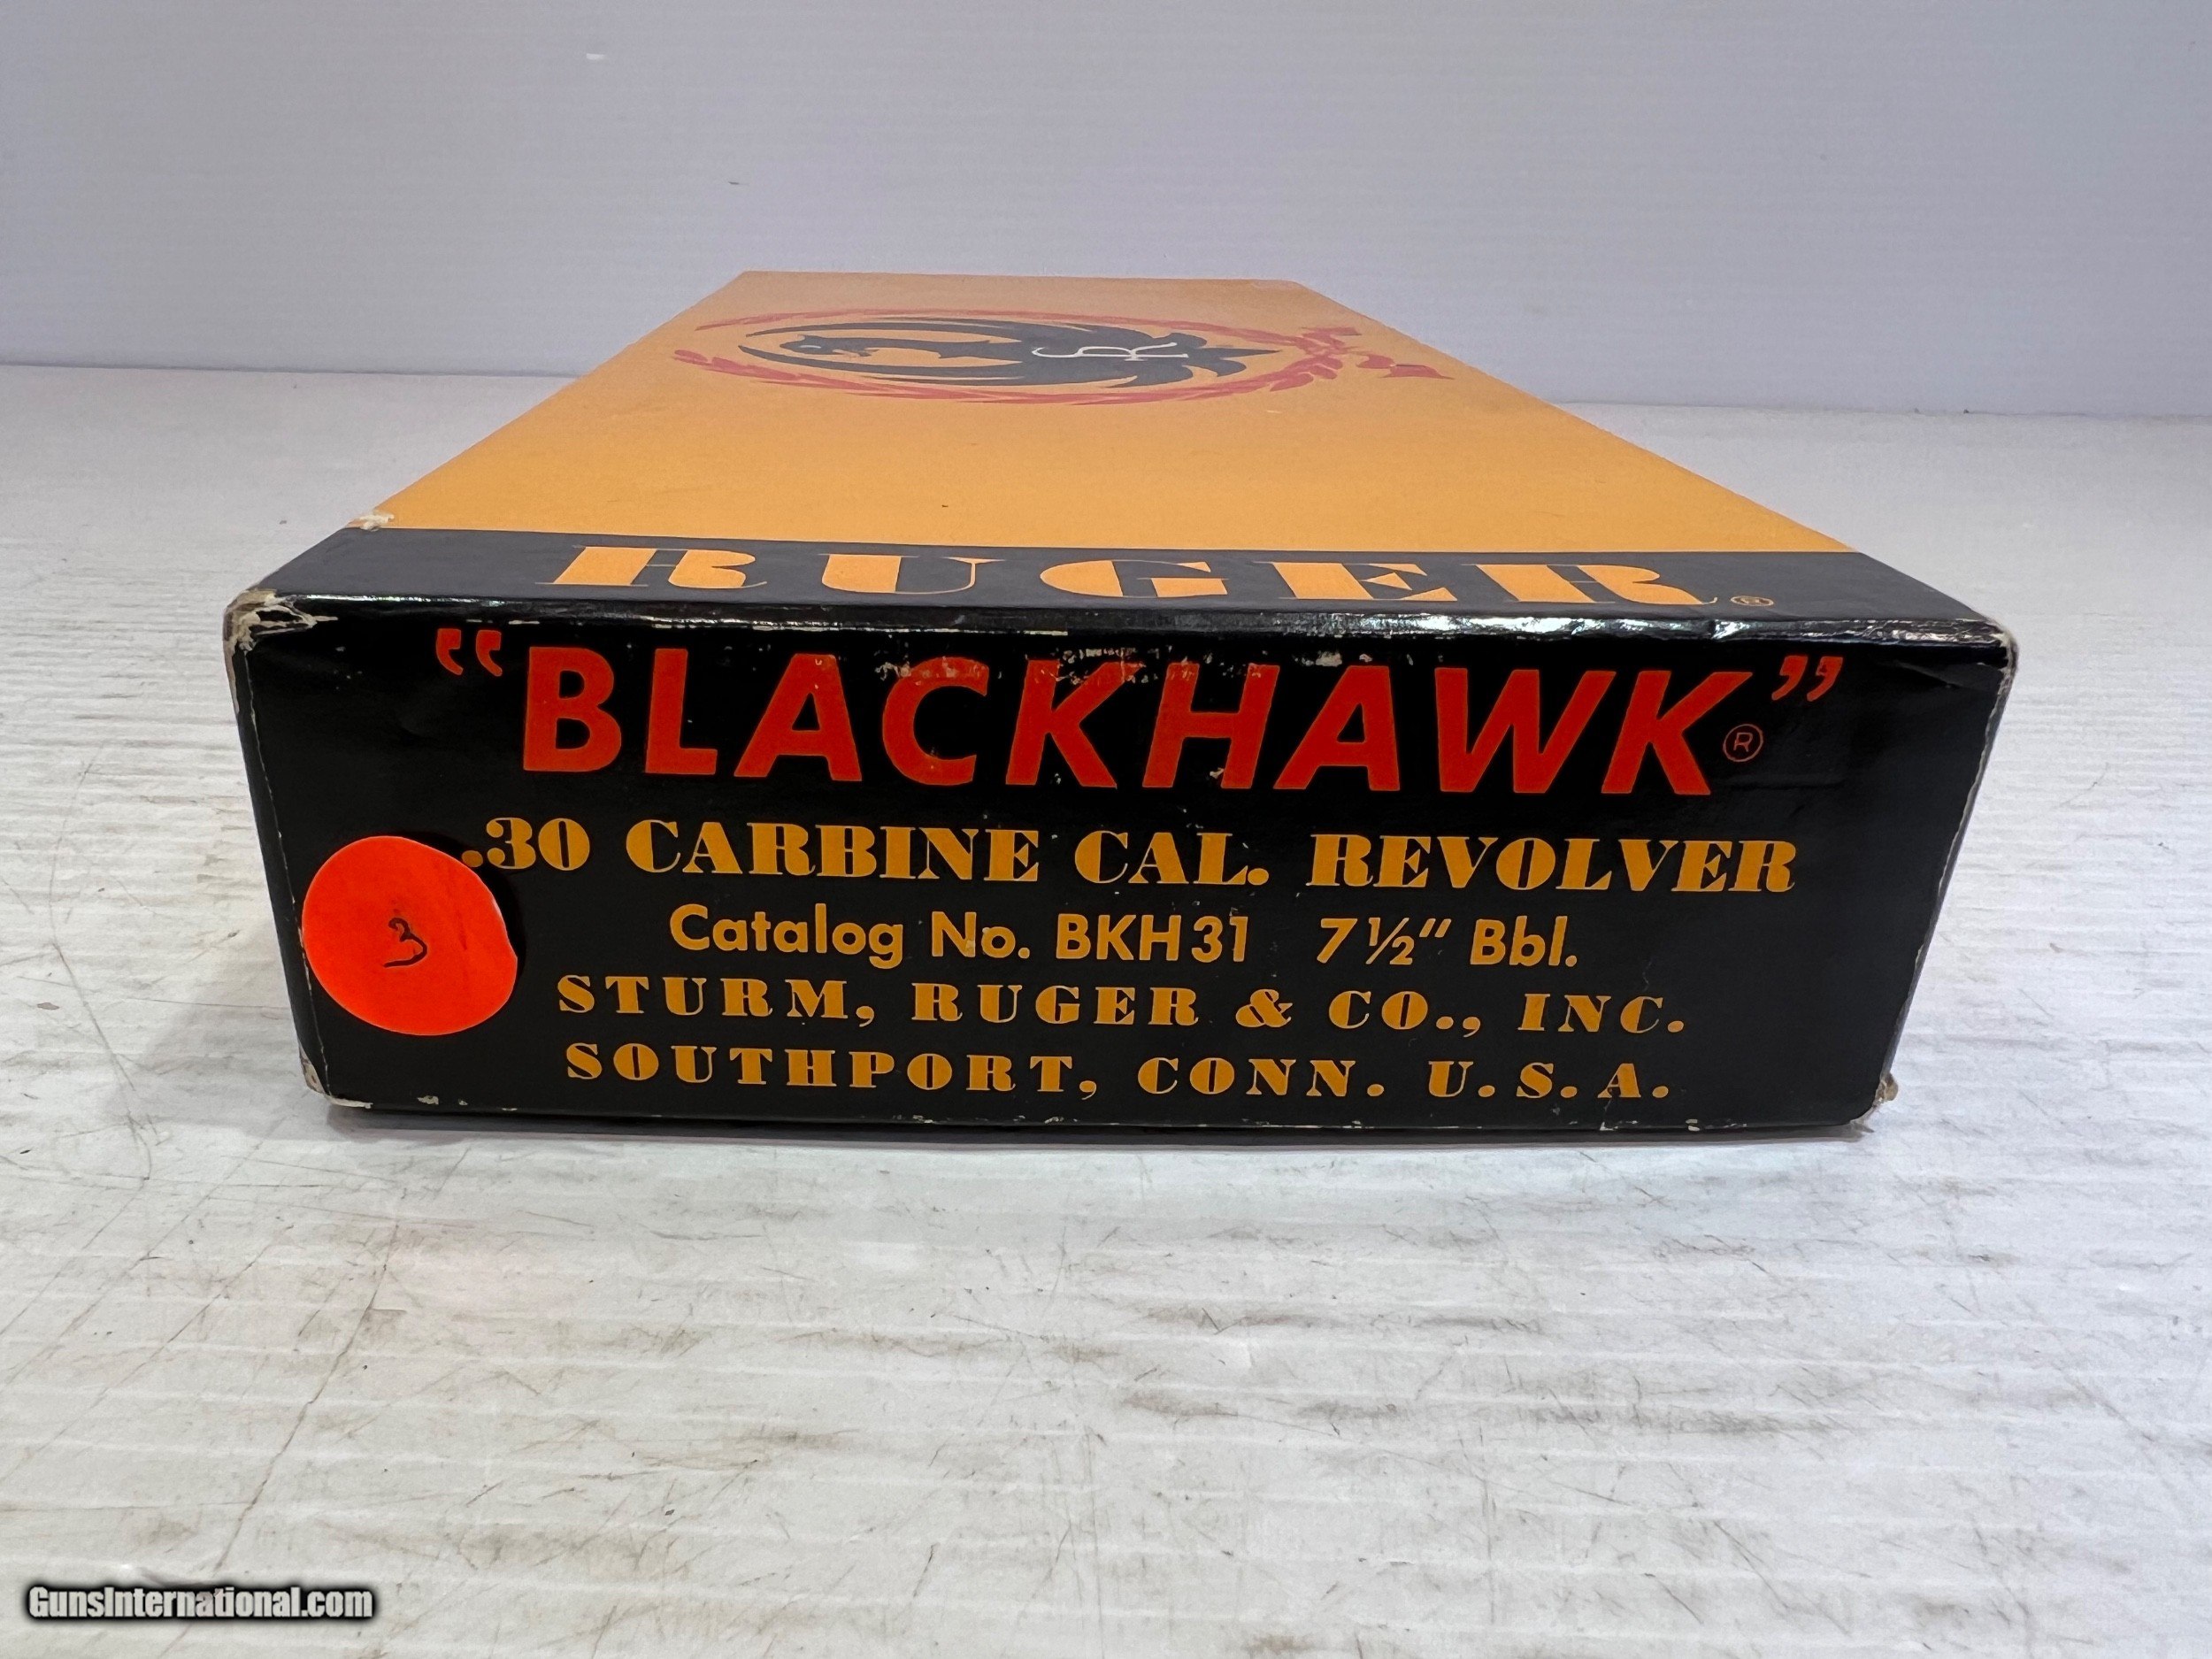 SR
RUGER®
"BLACKHAWK®"
.30 CARBINE CAL. REVOLVER
3
Catalog No. BKH31 7½" Bbl.
STURM, RUGER & CO., INC.
SOUTHPORT, CONN. U.S.A.
GunsInternational.com